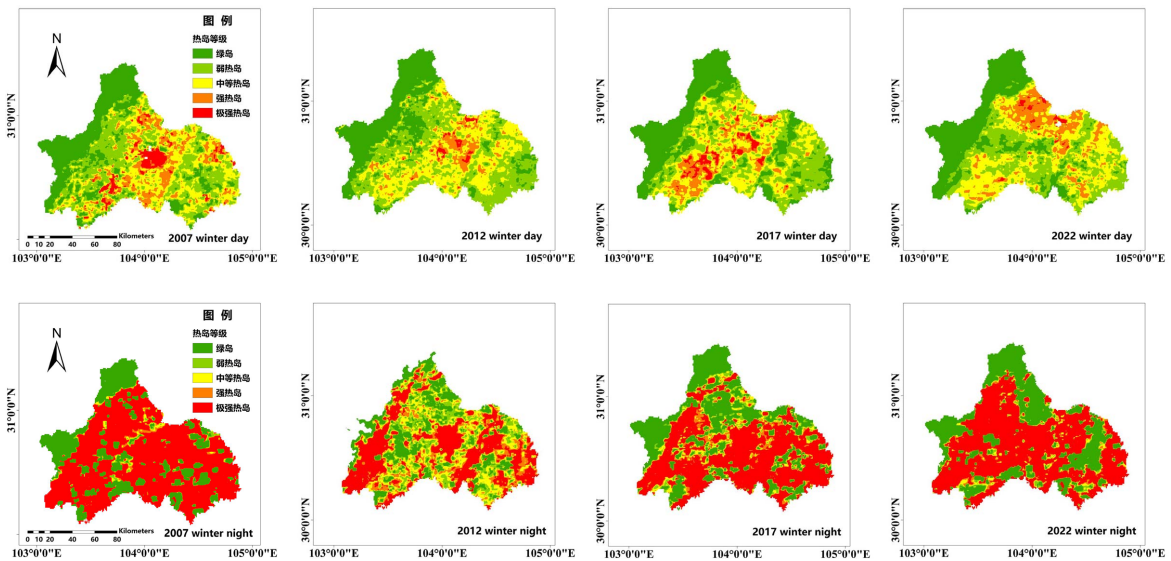 图 例
热岛等级
绿岛
弱热岛
中等热岛
强热岛
极强热岛
N
31°0'0"N
0 10 20 40 60 80
Kilometers
2007 winter day
103°0'0"E 104°0'0"E 105°0'0"E
31°0'0"N
30°0'0"N
2012 winter day
103°0'0"E 104°0'0"E 105°0'0"E
31°0'0"N
30°0'0"N
2017 winter day
103°0'0"E 104°0'0"E 105°0'0"E
31°0'0"N
30°0'0"N
2022 winter day
103°0'0"E 104°0'0"E 105°0'0"E
图 例
热岛等级
绿岛
弱热岛
中等热岛
强热岛
极强热岛
N
31°0'0"N
0 10 20 40 60 80
Kilometers
2007 winter night
103°0'0"E 104°0'0"E 105°0'0"E
31°0'0"N
30°0'0"N
2012 winter night
103°0'0"E 104°0'0"E 105°0'0"E
31°0'0"N
30°0'0"N
2017 winter night
103°0'0"E 104°0'0"E 105°0'0"E
31°0'0"N
30°0'0"N
2022 winter night
103°0'0"E 104°0'0"E 105°0'0"E